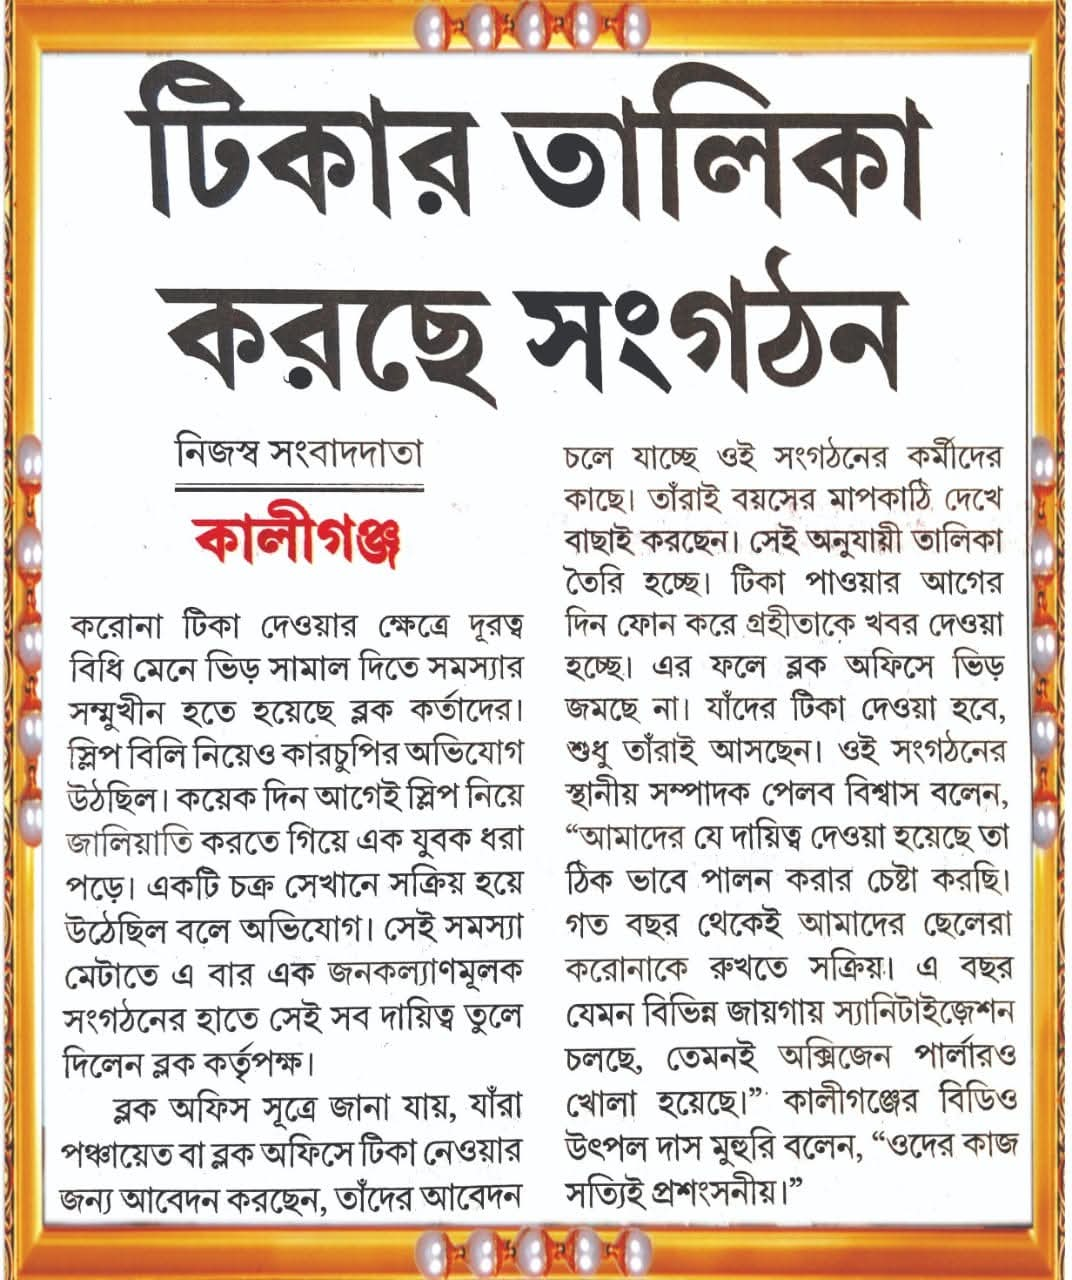 টিকার তালিকা
করছে সংগঠন
নিজস্ব সংবাদদাতা
কালীগঞ্জ
করোনা টিকা দেওয়ার ক্ষেত্রে দূরত্ব
বিধি মেনে ভিড় সামাল দিতে সমস্যার
সম্মুখীন হতে হয়েছে ব্লক কর্তাদের।
স্লিপ বিলি নিয়েও কারচুপির অভিযোগ
উঠছিল। কয়েক দিন আগেই স্লিপ নিয়ে
জালিয়াতি করতে গিয়ে এক যুবক ধরা
পড়ে। একটি চক্র সেখানে সক্রিয় হয়ে
উঠেছিল বলে অভিযোগ। সেই সমস্যা
মেটাতে এ বার এক জনকল্যাণমূলক
সংগঠনের হাতে সেই সব দায়িত্ব তুলে
দিলেন ব্লক কর্তৃপক্ষ।
ব্লক অফিস সূত্রে জানা যায়, যাঁরা
পঞ্চায়েত বা ব্লক অফিসে টিকা নেওয়ার
জন্য আবেদন করছেন, তাঁদের আবেদন
চলে যাচ্ছে ওই সংগঠনের কর্মীদের
কাছে। তাঁরাই বয়সের মাপকাঠি দেখে
বাছাই করছেন। সেই অনুযায়ী তালিকা
তৈরি হচ্ছে। টিকা পাওয়ার আগের
দিন ফোন করে গ্রহীতাকে খবর দেওয়া
হচ্ছে। এর ফলে ব্লক অফিসে ভিড়
জমছে না। যাঁদের টিকা দেওয়া হবে,
শুধু তাঁরাই আসছেন। ওই সংগঠনের
স্থানীয় সম্পাদক পেলব বিশ্বাস বলেন,
“আমাদের যে দায়িত্ব দেওয়া হয়েছে তা
ঠিক ভাবে পালন করার চেষ্টা করছি।
গত বছর থেকেই আমাদের ছেলেরা
করোনাকে রুখতে সক্রিয়। এ বছর
যেমন বিভিন্ন জায়গায় স্যানিটাইজ়েশন
চলছে, তেমনই অক্সিজেন পার্লারও
খোলা হয়েছে।” কালীগঞ্জের বিডিও
উৎপল দাস মুহুরি বলেন, “ওদের কাজ
সত্যিই প্রশংসনীয়।”